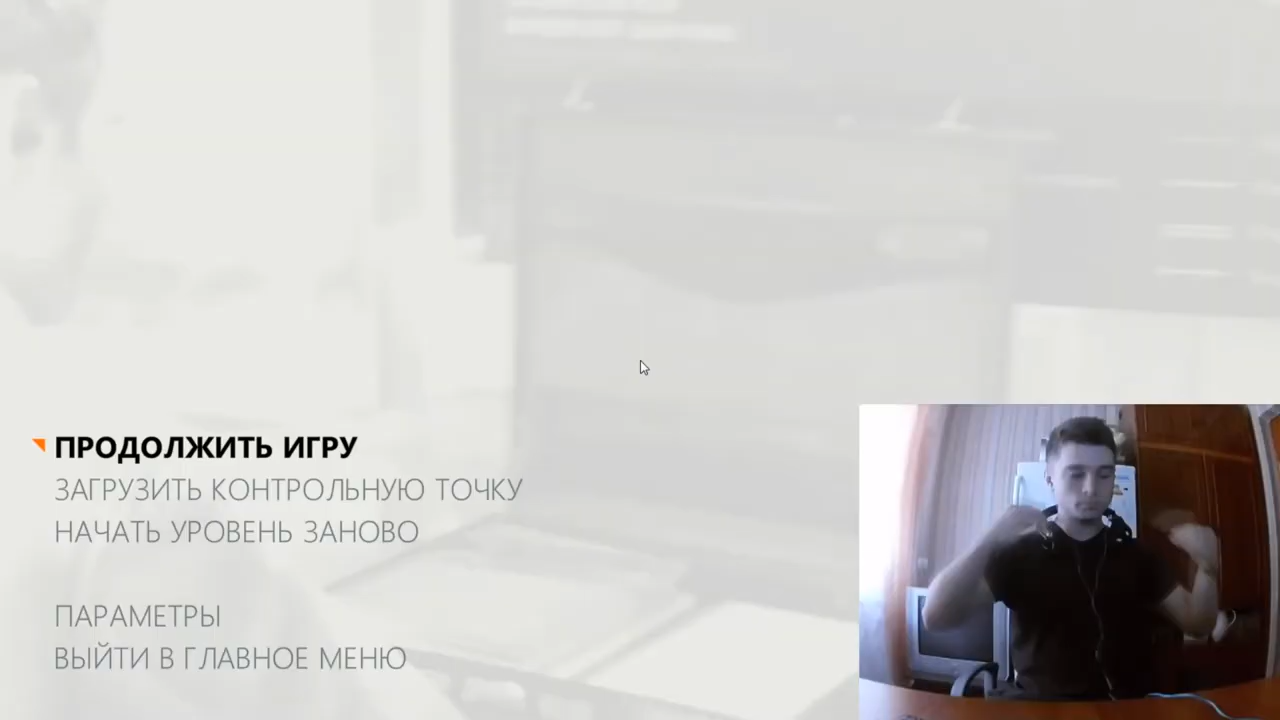 ПРОДОЛЖИТЬ ИГРУ
ЗАГРУЗИТЬ КОНТРОЛЬНУЮ ТОЧКУ
НАЧАТЬ УРОВЕНЬ ЗАНОВО
ПАРАМЕТРЫ
ВЫЙТИ В ГЛАВНОЕ МЕНЮ